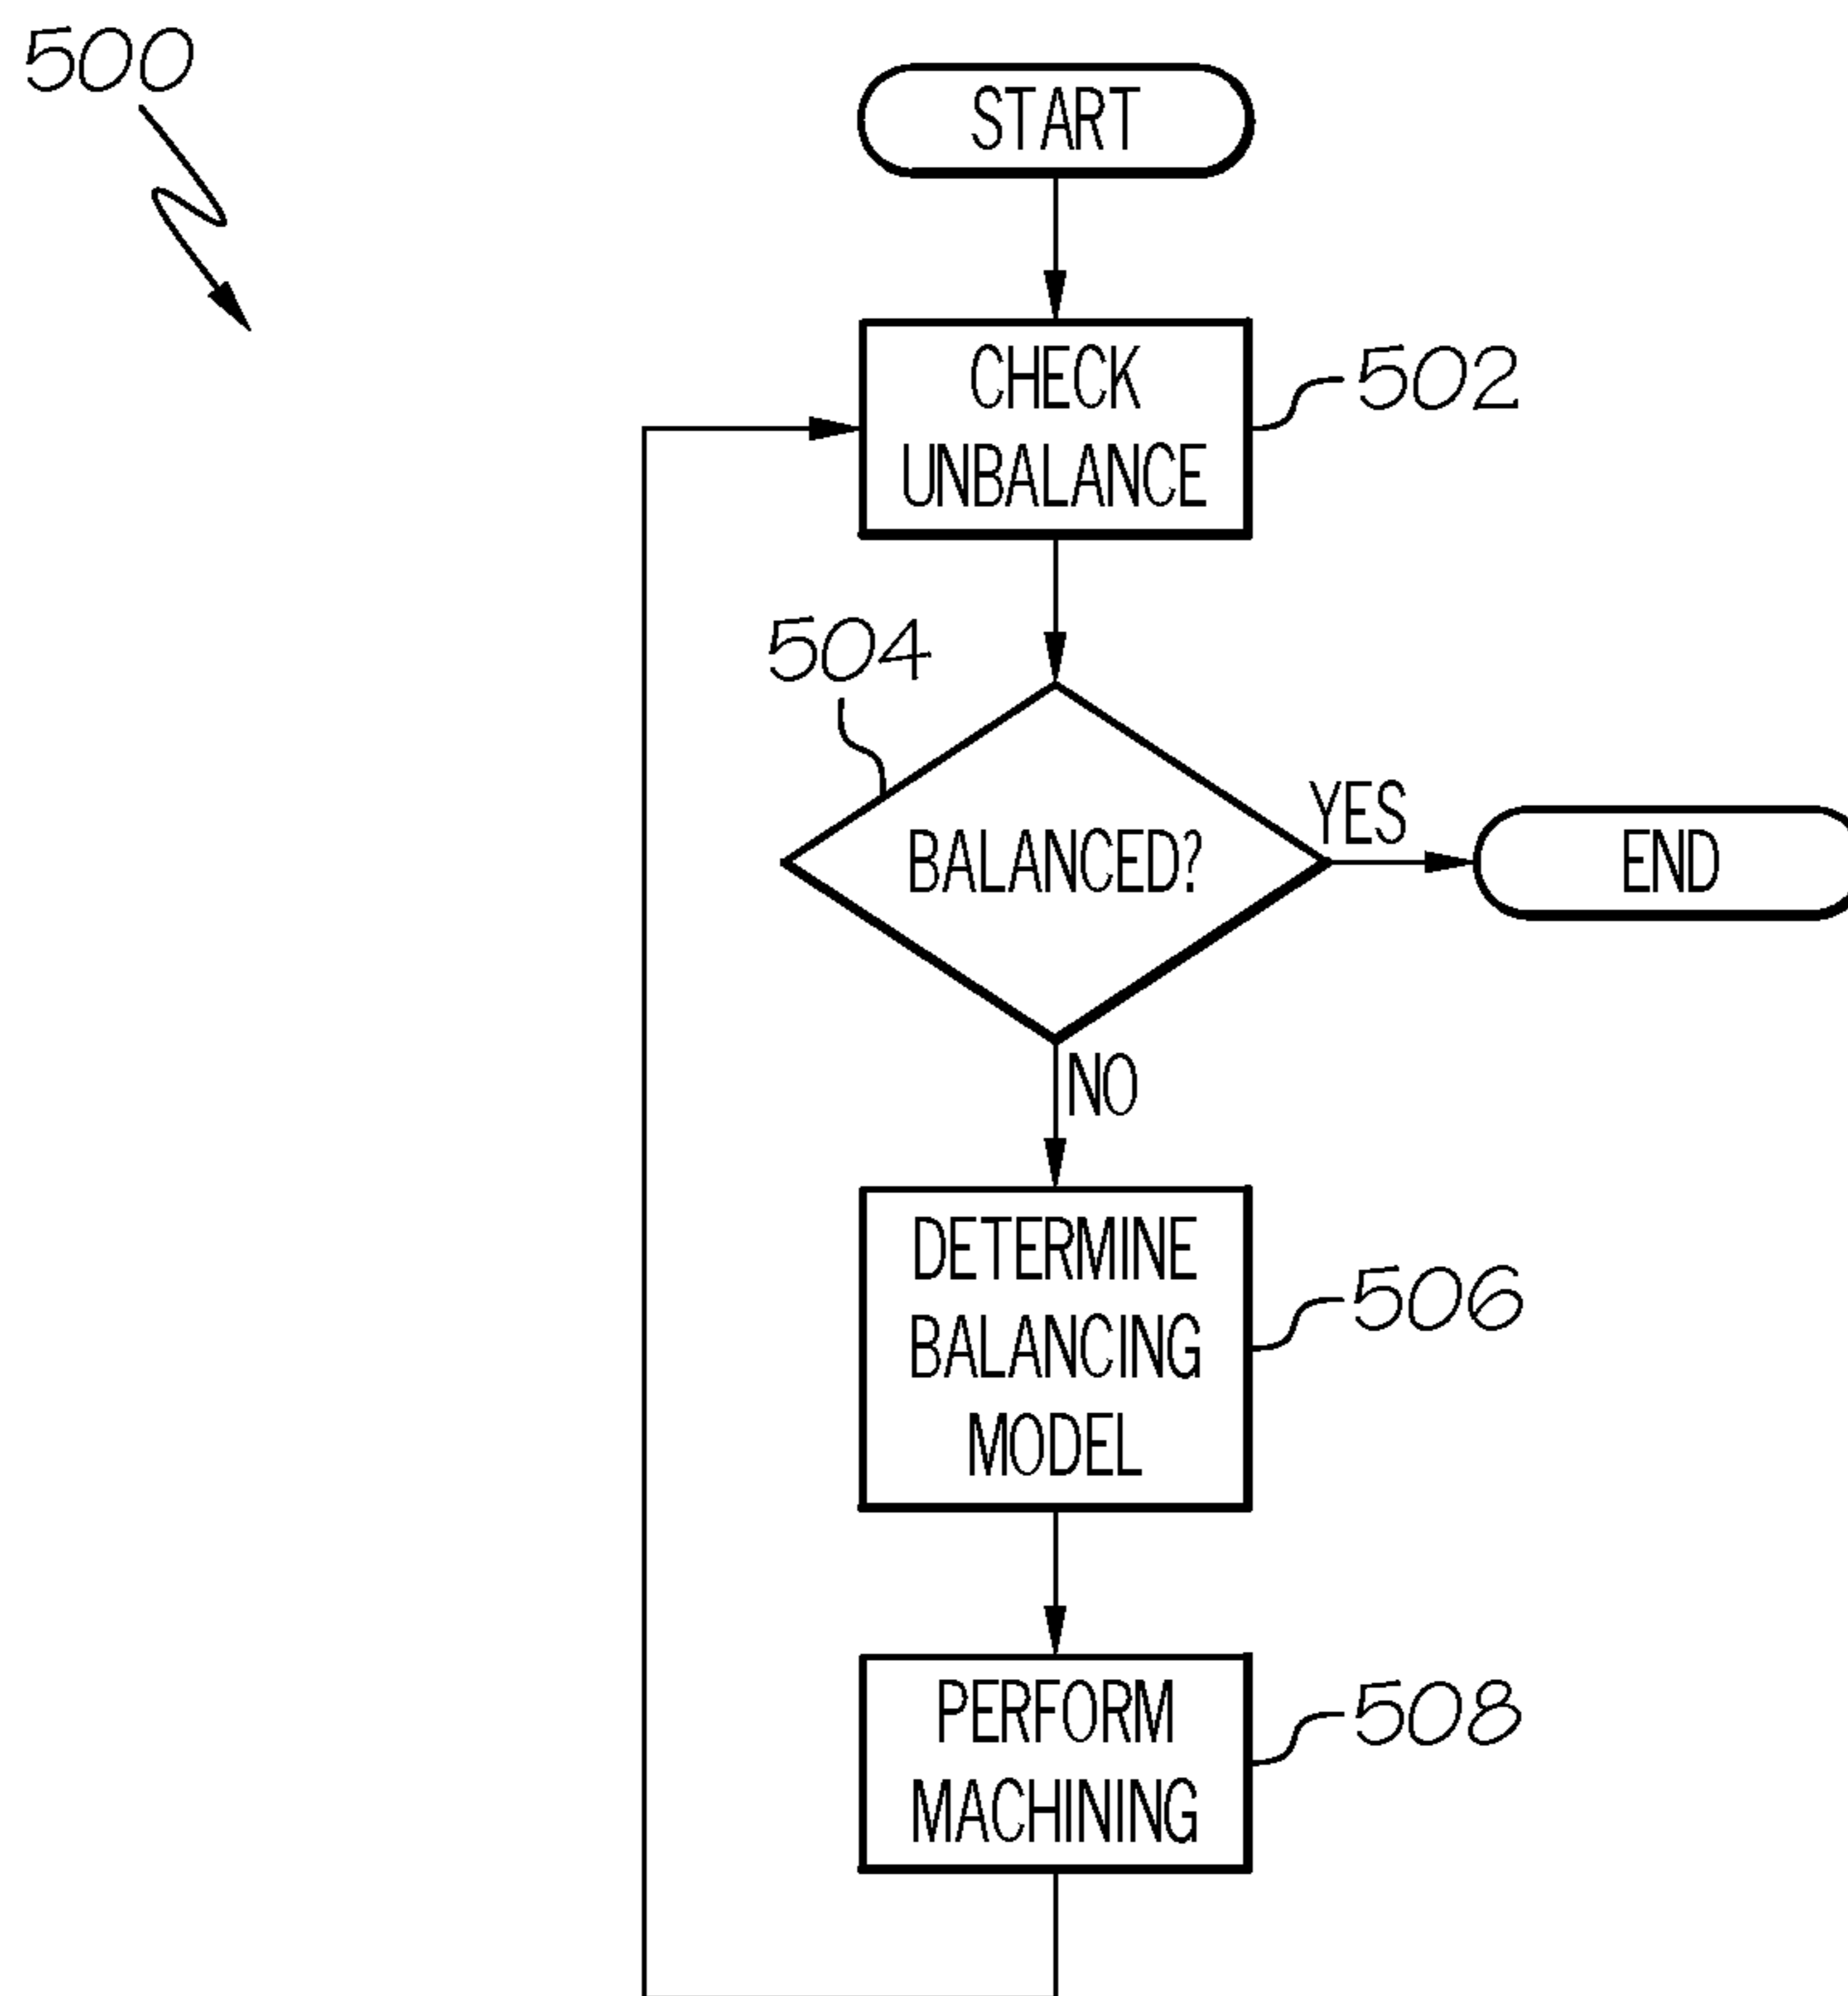 500
START
CHECK
UNBALANCE
502
504
BALANCED?
YES
END
NO
DETERMINE
BALANCING
MODEL
506
PERFORM
MACHINING
508